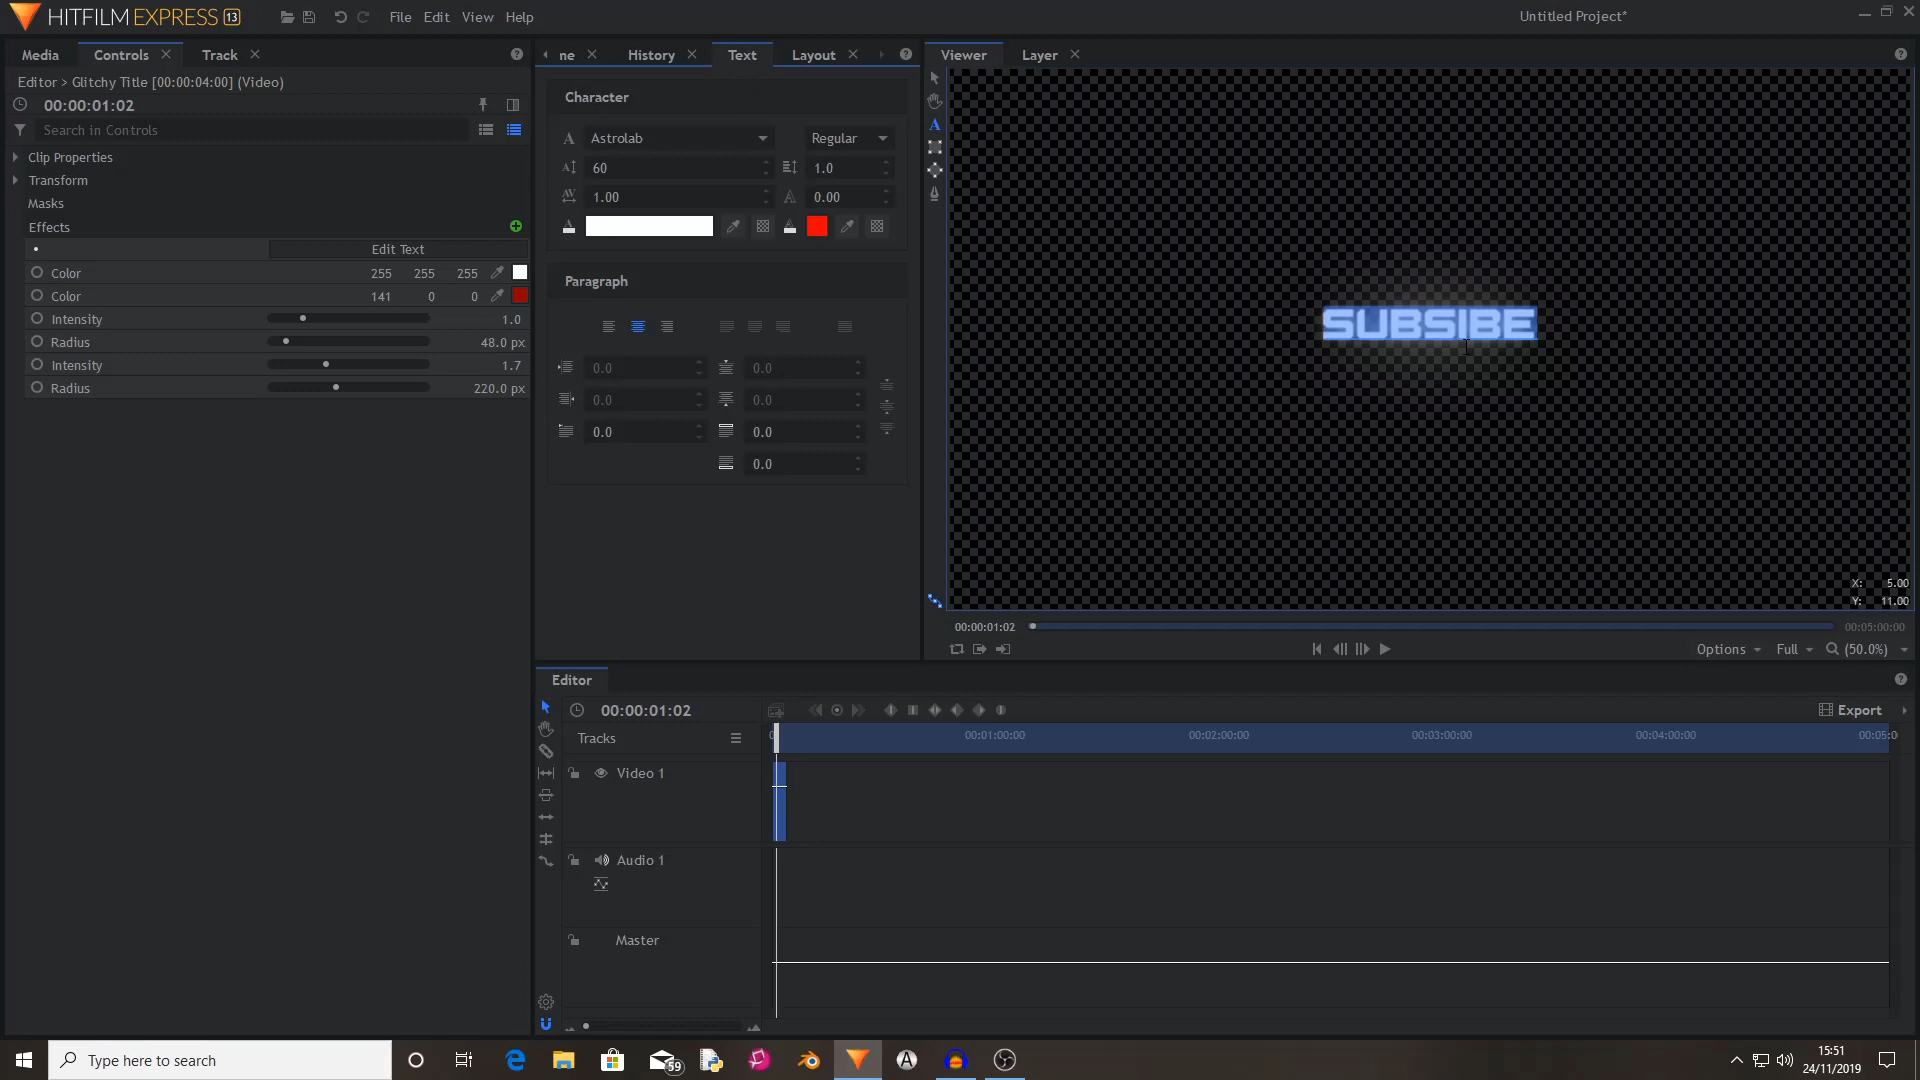 HITFILM EXPRESS 13
File Edit View Help
Untitled Project*
Media Controls Track
Editor > Glitchy Title [00:00:04:00] (Video)
00:00:01:02
Search in Controls
Clip Properties
Transform
Masks
Effects
Edit Text
Color 255 255 255
Color 141 0 0
Intensity 1.0
Radius 48.0 px
Intensity 1.7
Radius 220.0 px
ne History Text Layout
Character
Astrolab Regular
60 1.0
1.00 0.00
Paragraph
0.0 0.0
0.0 0.0
0.0 0.0
0.0
Viewer Layer
SUBSIBE
X: 5.00
Y: 11.00
00:00:01:02 00:05:00:00
Options Full (50.0%)
Editor
00:00:01:02
Export
Tracks
0 00:01:00:00 00:02:00:00 00:03:00:00 00:04:00:00 00:05:0
Video 1
Audio 1
Master
Type here to search
59
15:51
24/11/2019